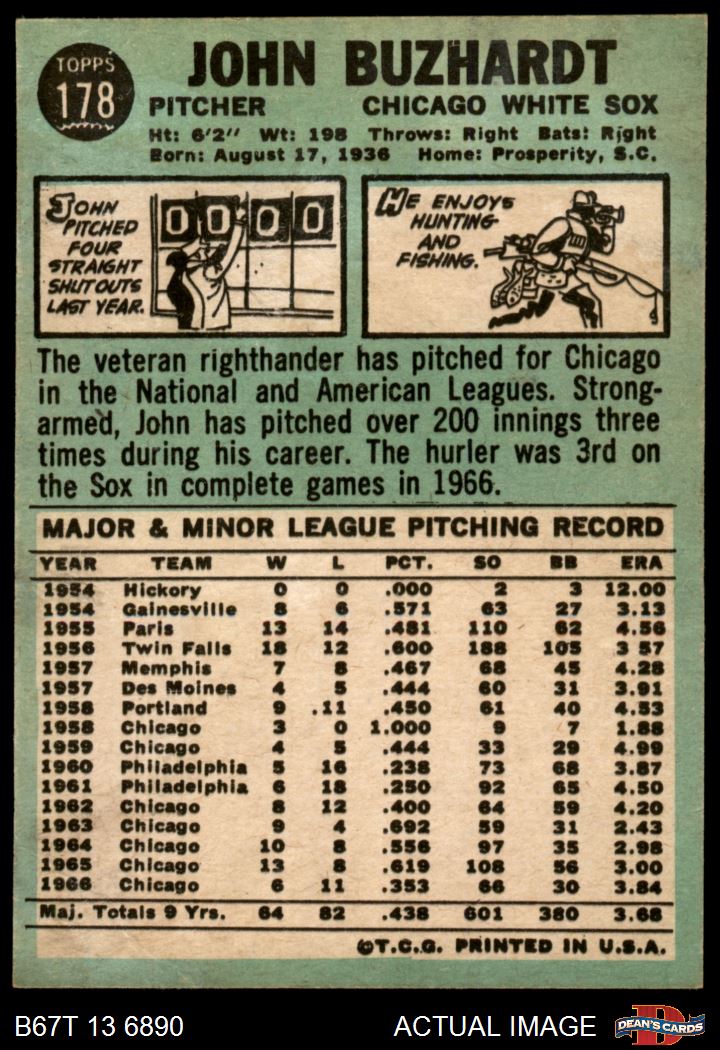 TOPPS
178
JOHN BUZHARDT
PITCHER CHICAGO WHITE SOX
Ht: 6'2" Wt: 198 Throws: Right Bats: Right
Born: August 17, 1936 Home: Prosperity, S.C.
JOHN
PITCHED
FOUR
STRAIGHT
SHUTOUTS
LAST YEAR.
0 0 0 0
HE ENJOYS
HUNTING
AND
FISHING.
The veteran righthander has pitched for Chicago
in the National and American Leagues. Strong-
armed, John has pitched over 200 innings three
times during his career. The hurler was 3rd on
the Sox in complete games in 1966.
MAJOR & MINOR LEAGUE PITCHING RECORD
YEAR TEAM W L PCT. SO BB ERA
1954 Hickory 0 0 .000 2 3 12.00
1954 Gainesville 8 6 .571 63 27 3.13
1955 Paris 13 14 .481 110 62 4.56
1956 Twin Falls 18 12 .600 188 105 3 57
1957 Memphis 7 8 .467 68 45 4.28
1957 Des Moines 4 5 .444 60 31 3.91
1958 Portland 9 .11 .450 61 40 4.53
1958 Chicago 3 0 1.000 9 7 1.88
1959 Chicago 4 5 .444 33 29 4.99
1960 Philadelphia 5 16 .238 73 68 3.87
1961 Philadelphia 6 18 .250 92 65 4.50
1962 Chicago 8 12 .400 64 59 4.20
1963 Chicago 9 4 .692 59 31 2.43
1964 Chicago 10 8 .556 97 35 2.98
1965 Chicago 13 8 .619 108 56 3.00
1966 Chicago 6 11 .353 66 30 3.84
Maj. Totals 9 Yrs. 64 82 .438 601 380 3.68
©T.C.G. PRINTED IN U.S.A.
B67T 13 6890 ACTUAL IMAGE
D
DEAN'S CARDS